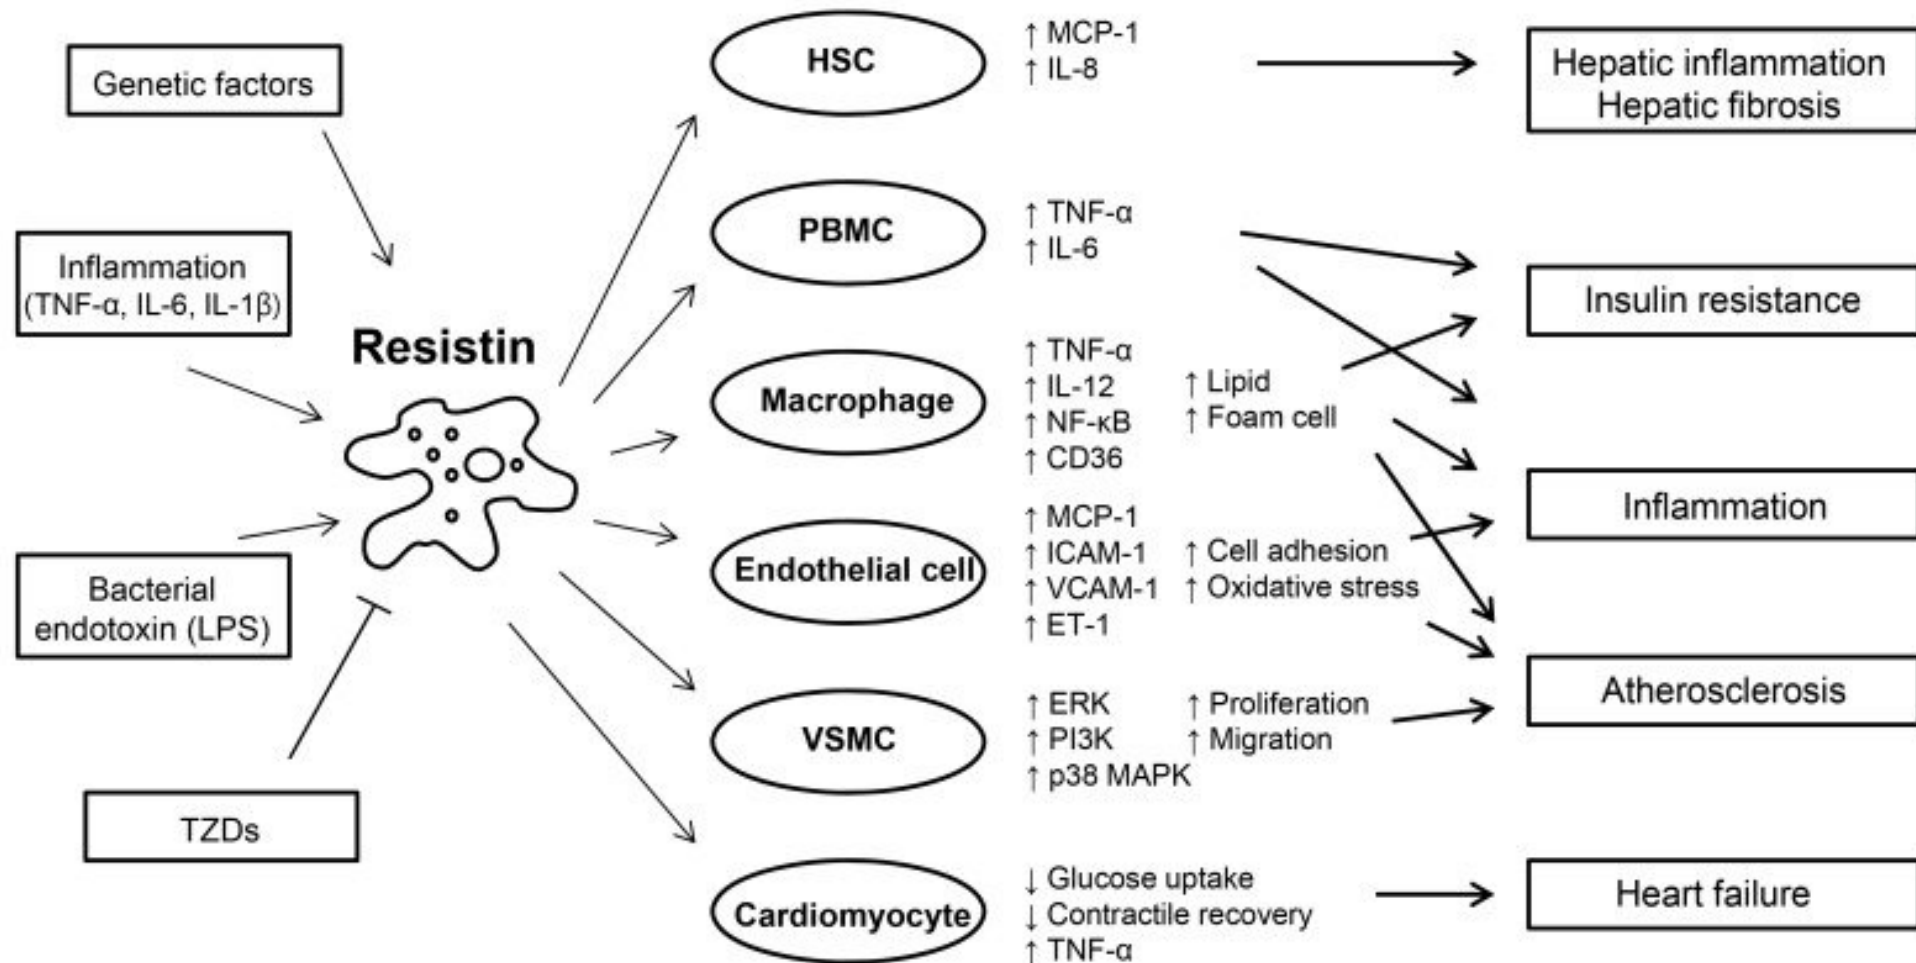 Genetic factors
Inflammation
(TNF-α, IL-6, IL-1β)
Resistin
Bacterial
endotoxin (LPS)
TZDs
HSC
↑ MCP-1
↑ IL-8
Hepatic inflammation
Hepatic fibrosis
PBMC
↑ TNF-α
↑ IL-6
Insulin resistance
Macrophage
↑ TNF-α
↑ IL-12
↑ NF-κB
↑ CD36
↑ Lipid
↑ Foam cell
Inflammation
Endothelial cell
↑ MCP-1
↑ ICAM-1
↑ VCAM-1
↑ ET-1
↑ Cell adhesion
↑ Oxidative stress
Atherosclerosis
VSMC
↑ ERK
↑ PI3K
↑ p38 MAPK
↑ Proliferation
↑ Migration
Cardiomyocyte
↓ Glucose uptake
↓ Contractile recovery
↑ TNF-α
Heart failure